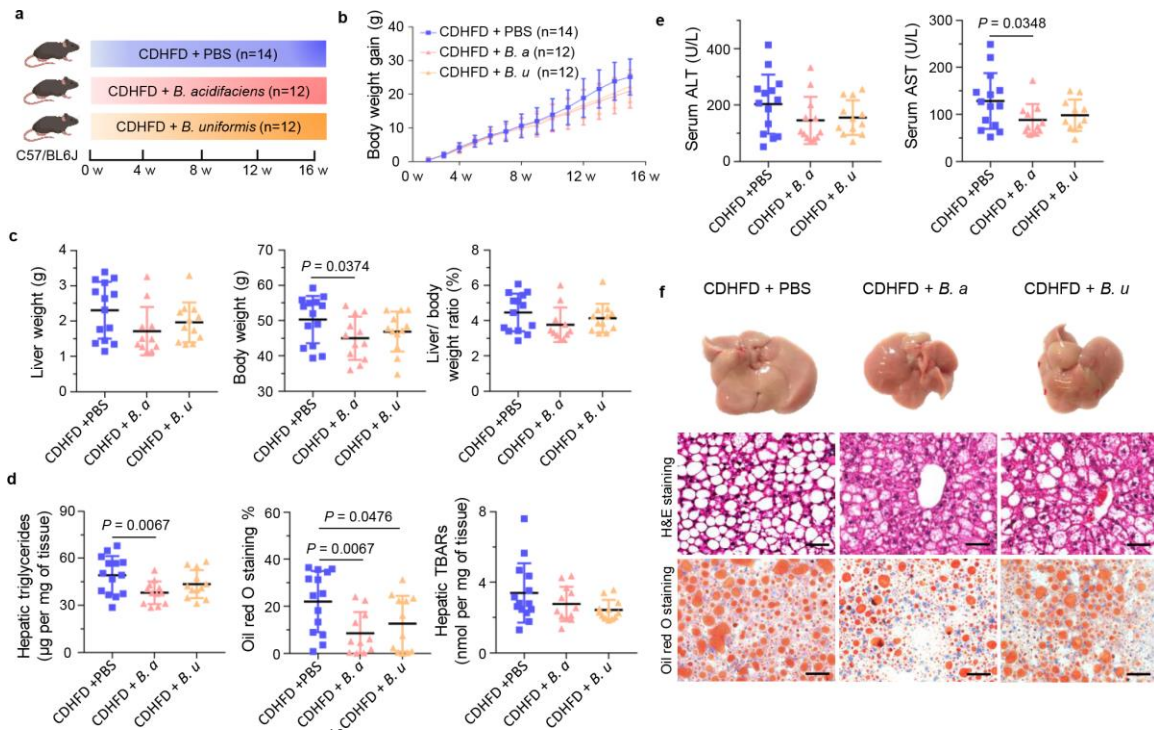 a
CDHFD + PBS (n=14)
CDHFD + B. acidifaciens (n=12)
CDHFD + B. uniformis (n=12)
C57/BL6J
0 w 4 w 8 w 12 w 16 w
b
Body weight gain (g)
40
30
20
10
0
CDHFD + PBS (n=14)
CDHFD + B. a (n=12)
CDHFD + B. u (n=12)
4 w 8 w 12 w 16 w
c
Liver weight (g)
4
3
2
1
0
CDHFD +PBS
CDHFD + B. a
CDHFD + B. u
Body weight (g)
70
60
50
40
30
P = 0.0374
CDHFD +PBS
CDHFD + B. a
CDHFD + B. u
Liver/ body
weight ratio (%)
8
6
4
2
0
CDHFD +PBS
CDHFD + B. a
CDHFD + B. u
d
Hepatic triglycerides
(µg per mg of tissue)
90
60
30
0
P = 0.0067
CDHFD +PBS
CDHFD + B. a
CDHFD + B. u
Oil red O staining %
60
50
40
30
20
10
0
P = 0.0476
P = 0.0067
CDHFD +PBS
CDHFD + B. a
CDHFD + B. u
Hepatic TBARs
(nmol per mg of tissue)
8
6
4
2
0
CDHFD +PBS
CDHFD + B. a
CDHFD + B. u
e
Serum ALT
(U/L)
400
200
0
CDHFD +PBS
CDHFD + B. a
CDHFD + B. u
Serum AST
(U/L)
300
200
100
0
P = 0.0348
CDHFD +PBS
CDHFD + B. a
CDHFD + B. u
f
CDHFD + PBS CDHFD + B. a CDHFD + B. u
H&E staining
Oil red O staining